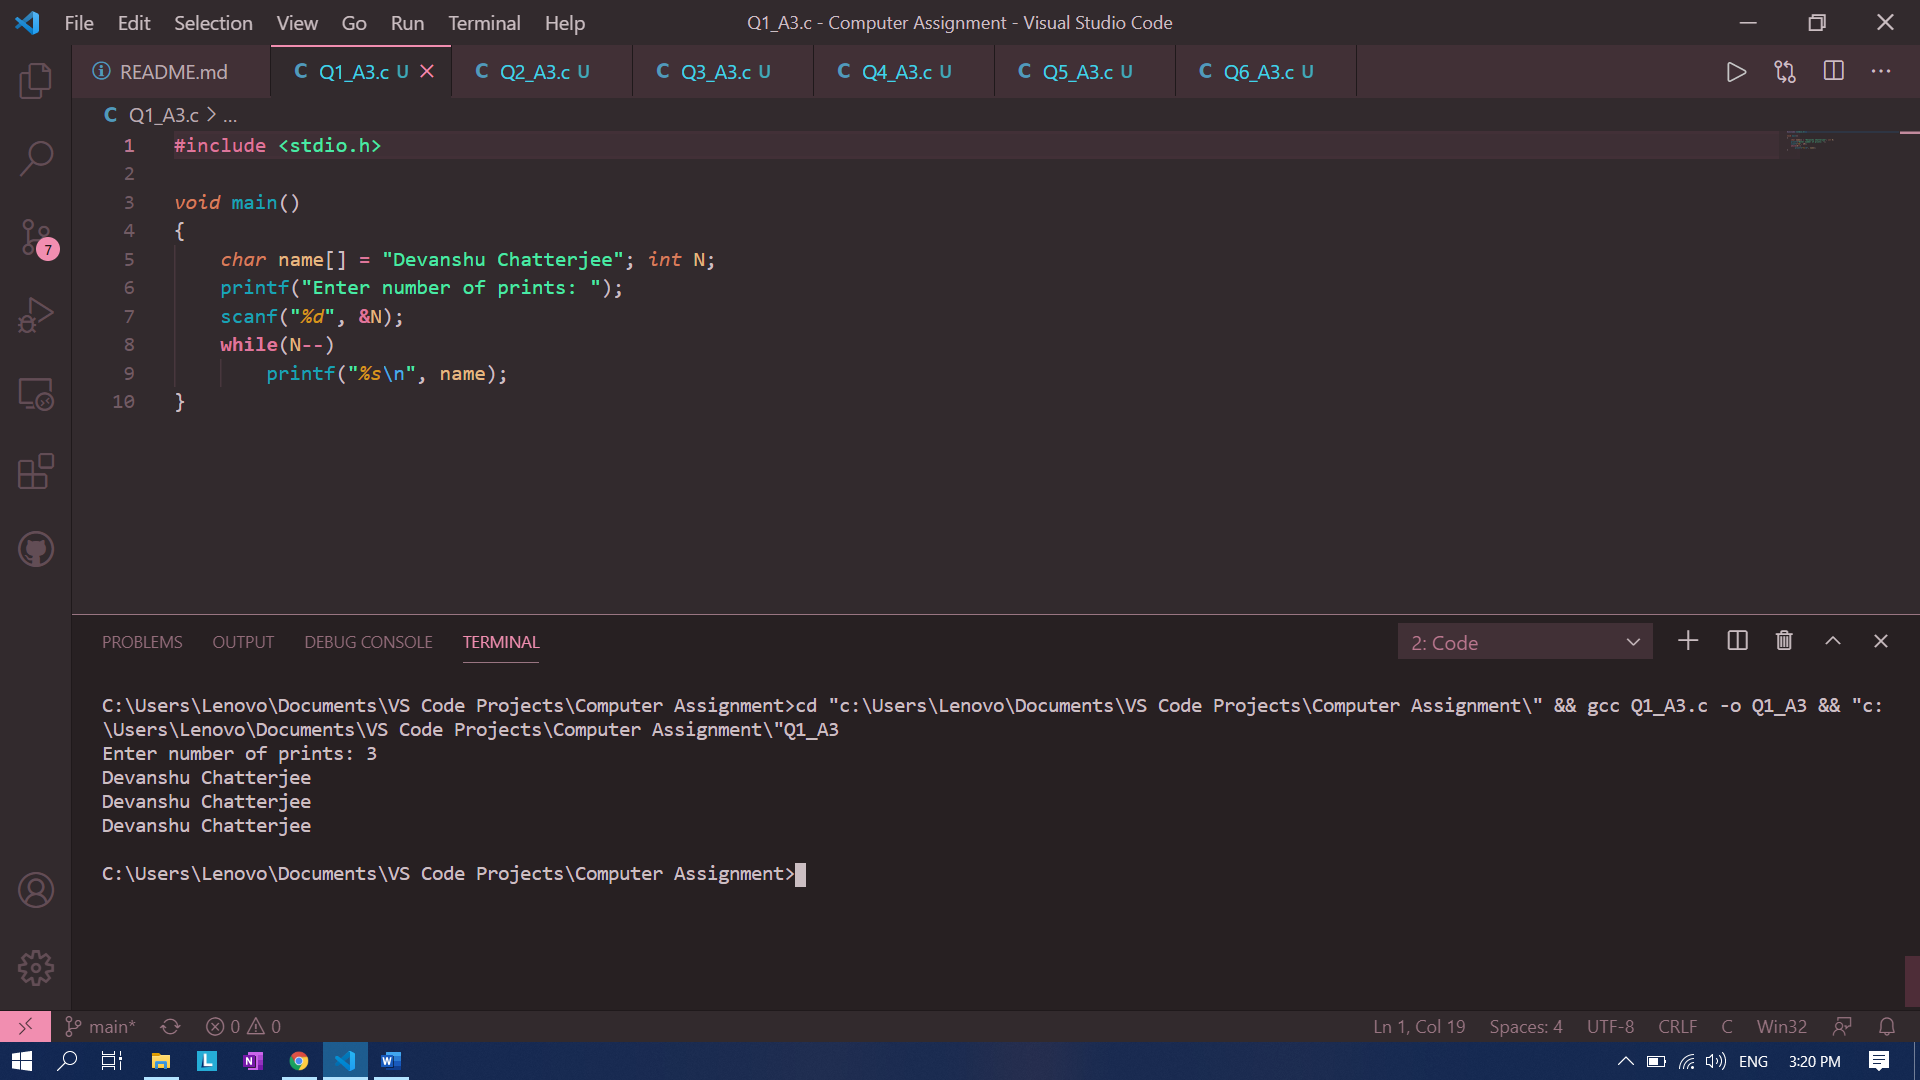 File Edit Selection View Go Run Terminal Help Q1_A3.c - Computer Assignment - Visual Studio Code
README.md C Q1_A3.c U C Q2_A3.c U C Q3_A3.c U C Q4_A3.c U C Q5_A3.c U C Q6_A3.c U
C Q1_A3.c > ...
1 #include <stdio.h>
2
3 void main()
4 {
5 char name[] = "Devanshu Chatterjee"; int N;
6 printf("Enter number of prints: ");
7 scanf("%d", &N);
8 while(N--)
9 printf("%s\n", name);
10 }
7
PROBLEMS OUTPUT DEBUG CONSOLE TERMINAL 2: Code
C:\Users\Lenovo\Documents\VS Code Projects\Computer Assignment>cd "c:\Users\Lenovo\Documents\VS Code Projects\Computer Assignment\" && gcc Q1_A3.c -o Q1_A3 && "c:
\Users\Lenovo\Documents\VS Code Projects\Computer Assignment\"Q1_A3
Enter number of prints: 3
Devanshu Chatterjee
Devanshu Chatterjee
Devanshu Chatterjee
C:\Users\Lenovo\Documents\VS Code Projects\Computer Assignment>
main* 0 0 Ln 1, Col 19 Spaces: 4 UTF-8 CRLF C Win32
L N W ENG 3:20 PM